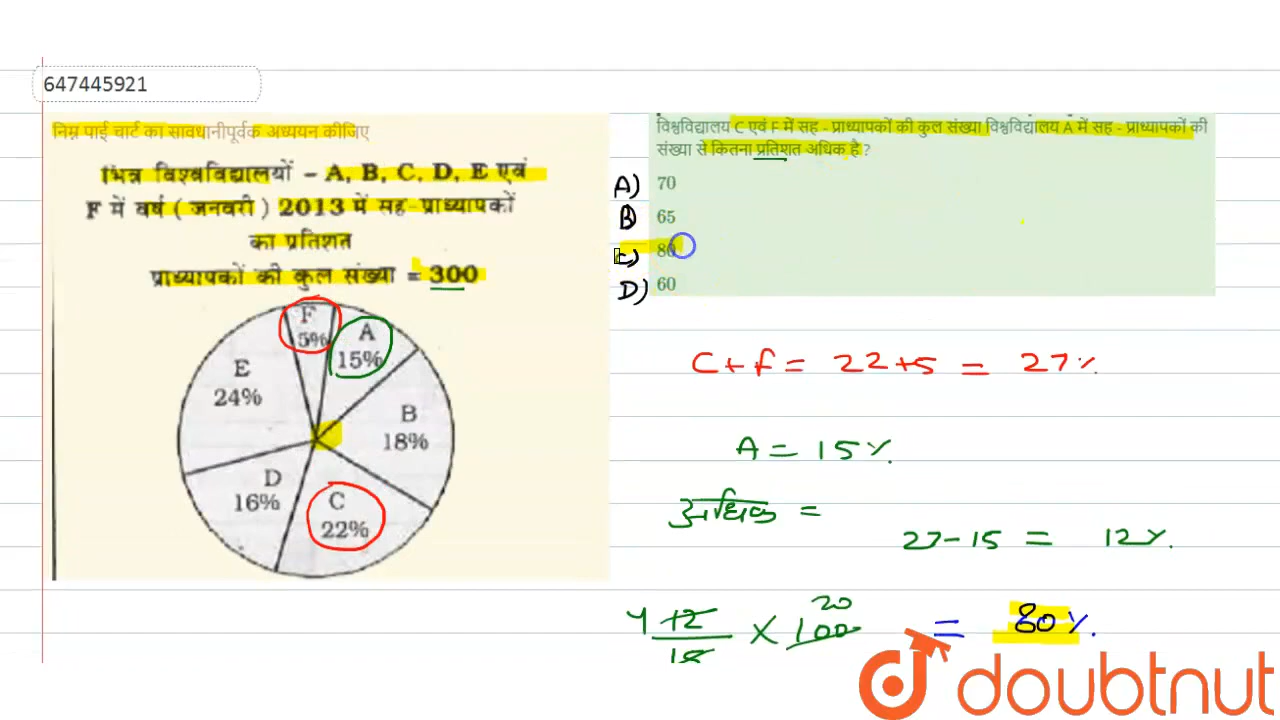 647445921
निम्न पाई चार्ट का सावधानीपूर्वक अध्ययन कीजिए
भिन्न विश्वविद्यालयों – A, B, C, D, E एवं
F में वर्ष ( जनवरी ) 2013 में सह-प्राध्यापकों
का प्रतिशत
प्राध्यापकों की कुल संख्या = 300
F
5%
A
15%
E
24%
B
18%
D
16%
C
22%
विश्वविद्यालय C एवं F में सह - प्राध्यापकों की कुल संख्या विश्वविद्यालय A में सह - प्राध्यापकों की
संख्या से कितना प्रतिशत अधिक है ?
A) 70
B) 65
C) 80
D) 60
C + F = 22+5 = 27%
A = 15%.
अधिक =
27-15 = 12%.
4 12 20
15 × 100 = 80%.
doubtnut